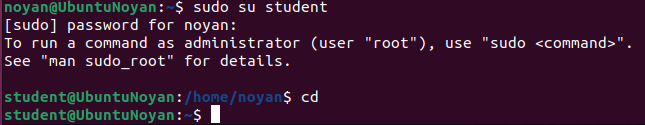 noyan@UbuntuNoyan:~$ sudo su student
[sudo] password for noyan:
To run a command as administrator (user "root"), use "sudo <command>".
See "man sudo_root" for details.

student@UbuntuNoyan:/home/noyan$ cd
student@UbuntuNoyan:~$